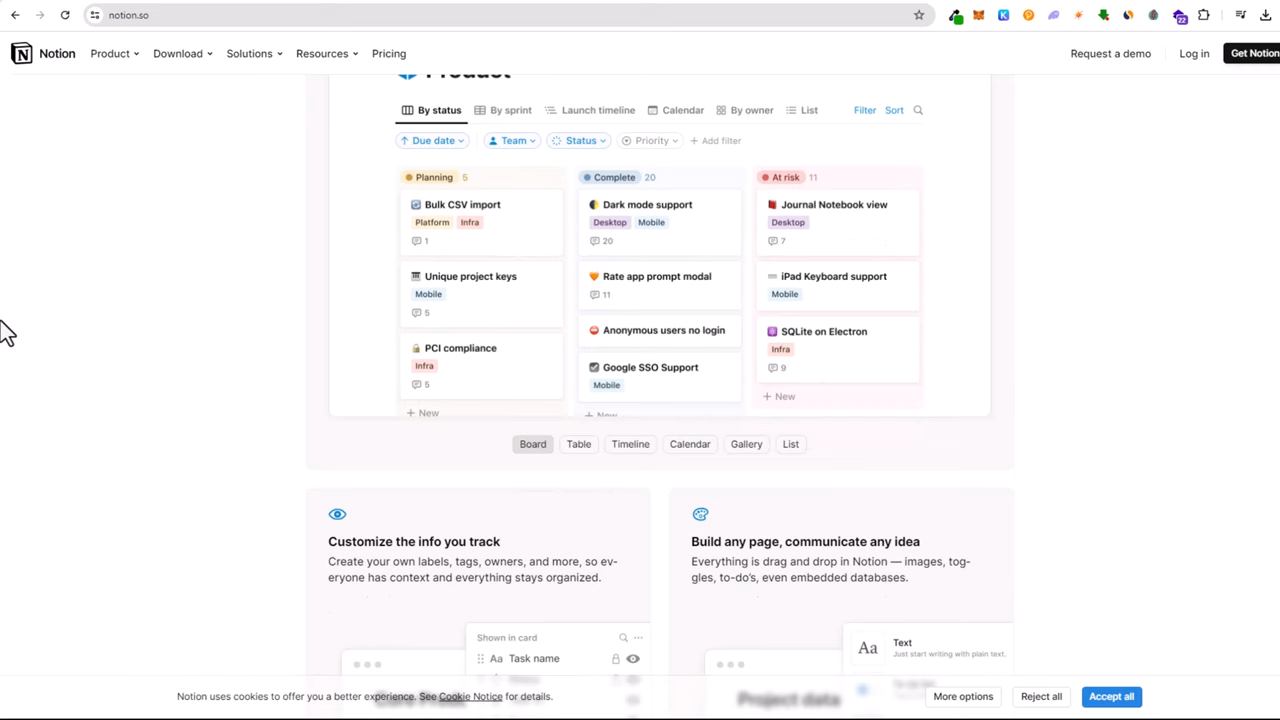 notion.so
22
Notion Product Download Solutions Resources Pricing Request a demo Log in Get Notion
Product
By status By sprint Launch timeline Calendar By owner List Filter Sort
Due date Team Status Priority + Add filter
Planning 5 Complete 20 At risk 11
Bulk CSV import Dark mode support Journal Notebook view
Platform Infra Desktop Mobile Desktop
1 20 7
Unique project keys Rate app prompt modal iPad Keyboard support
Mobile 11 Mobile
5 Anonymous users no login SQLite on Electron
PCI compliance Google SSO Support Infra
Infra Mobile 9
5 + New
+ New + New
Board Table Timeline Calendar Gallery List
Customize the info you track
Create your own labels, tags, owners, and more, so ev-
eryone has context and everything stays organized.
Build any page, communicate any idea
Everything is drag and drop in Notion — images, tog-
gles, to-do's, even embedded databases.
Shown in card
Aa Task name
Aa Text
Just start writing with plain text.
Project data
Notion uses cookies to offer you a better experience. See Cookie Notice for details. More options Reject all Accept all